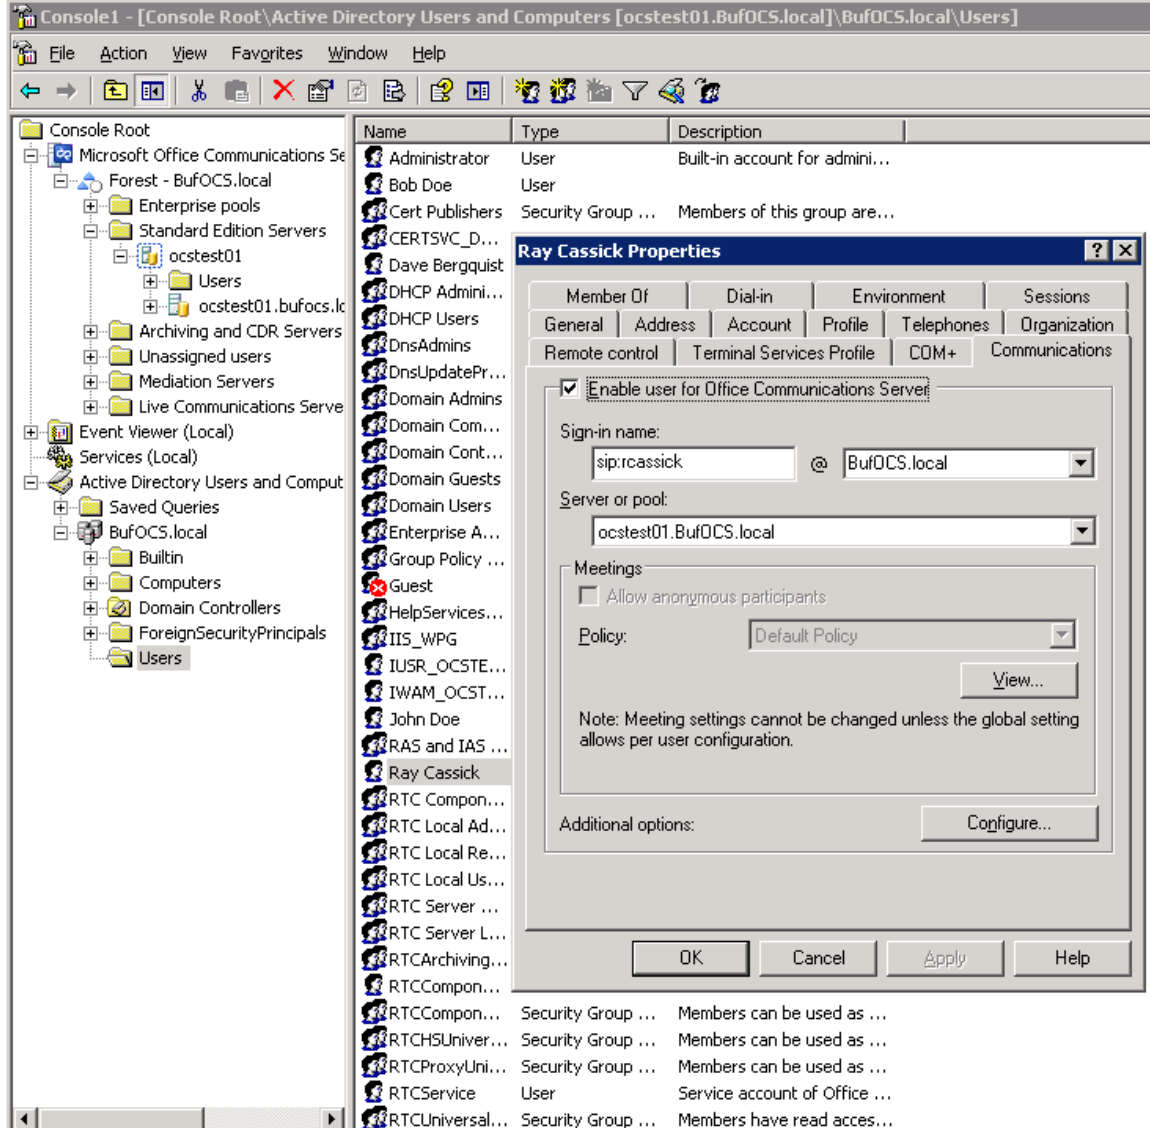 Console1 - [Console Root\Active Directory Users and Computers [ocstest01.BufOCS.local]\BufOCS.local\Users]
File Action View Favorites Window Help
Console Root
Microsoft Office Communications Se
Forest - BufOCS.local
Enterprise pools
Standard Edition Servers
ocstest01
Users
ocstest01.bufocs.lo
Archiving and CDR Servers
Unassigned users
Mediation Servers
Live Communications Serve
Event Viewer (Local)
Services (Local)
Active Directory Users and Comput
Saved Queries
BufOCS.local
Builtin
Computers
Domain Controllers
ForeignSecurityPrincipals
Users
Name Type Description
Administrator User Built-in account for admini...
Bob Doe User
Cert Publishers Security Group ... Members of this group are...
CERTSVC_D...
Dave Bergquist
DHCP Admini...
DHCP Users
DnsAdmins
DnsUpdatePr...
Domain Admins
Domain Com...
Domain Cont...
Domain Guests
Domain Users
Enterprise A...
Group Policy ...
Guest
HelpServices...
IIS_WPG
IUSR_OCSTE...
IWAM_OCST...
John Doe
RAS and IAS ...
Ray Cassick
RTC Compon...
RTC Local Ad...
RTC Local Re...
RTC Local Us...
RTC Server ...
RTC Server L...
RTCArchiving...
RTCCompon...
RTCCompon... Security Group ... Members can be used as ...
RTCHSUniver... Security Group ... Members can be used as ...
RTCProxyUni... Security Group ... Members can be used as ...
RTCService User Service account of Office ...
RTCUniversal... Security Group ... Members have read acces...
Ray Cassick Properties
Member Of Dial-in Environment Sessions
General Address Account Profile Telephones Organization
Remote control Terminal Services Profile COM+ Communications
Enable user for Office Communications Server
Sign-in name:
sip:rcassick @ BufOCS.local
Server or pool:
ocstest01.BufOCS.local
Meetings
Allow anonymous participants
Policy: Default Policy
View...
Note: Meeting settings cannot be changed unless the global setting
allows per user configuration.
Additional options: Configure...
OK Cancel Apply Help